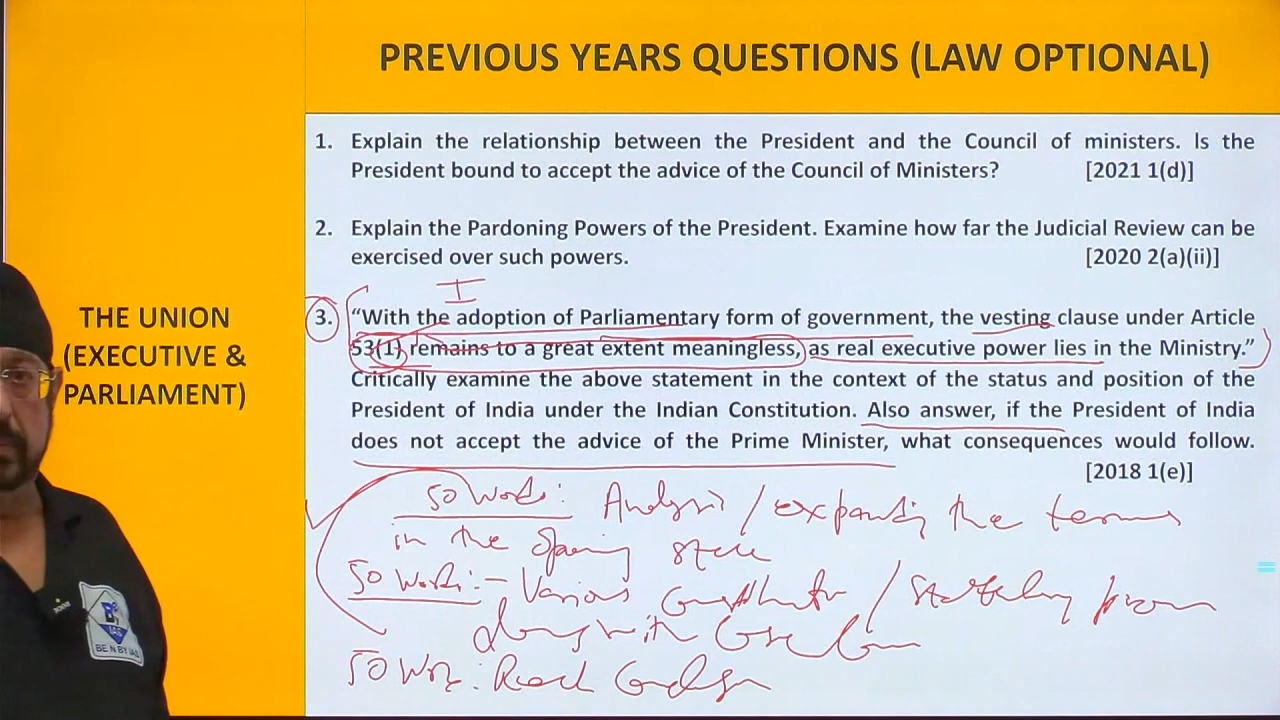 PREVIOUS YEARS QUESTIONS (LAW OPTIONAL)
THE UNION
(EXECUTIVE &
PARLIAMENT)
1. Explain the relationship between the President and the Council of ministers. Is the
President bound to accept the advice of the Council of Ministers? [2021 1(d)]
2. Explain the Pardoning Powers of the President. Examine how far the Judicial Review can be
exercised over such powers. [2020 2(a)(ii)]
I
3. “With the adoption of Parliamentary form of government, the vesting clause under Article
53(1) remains to a great extent meaningless, as real executive power lies in the Ministry.”
Critically examine the above statement in the context of the status and position of the
President of India under the Indian Constitution. Also answer, if the President of India
does not accept the advice of the Prime Minister, what consequences would follow.
[2018 1(e)]
50 Words: Analysis / expanding the terms
in the opening
50 Words:- Various / Statutory
along with Case law
50 Words: Reach
BE N BY IAS